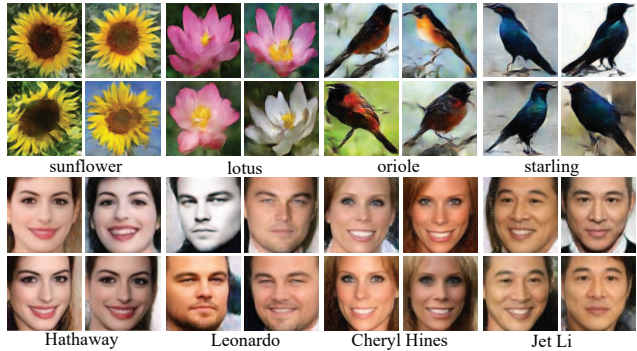 sunflower
lotus
oriole
starling
Hathaway
Leonardo
Cheryl Hines
Jet Li